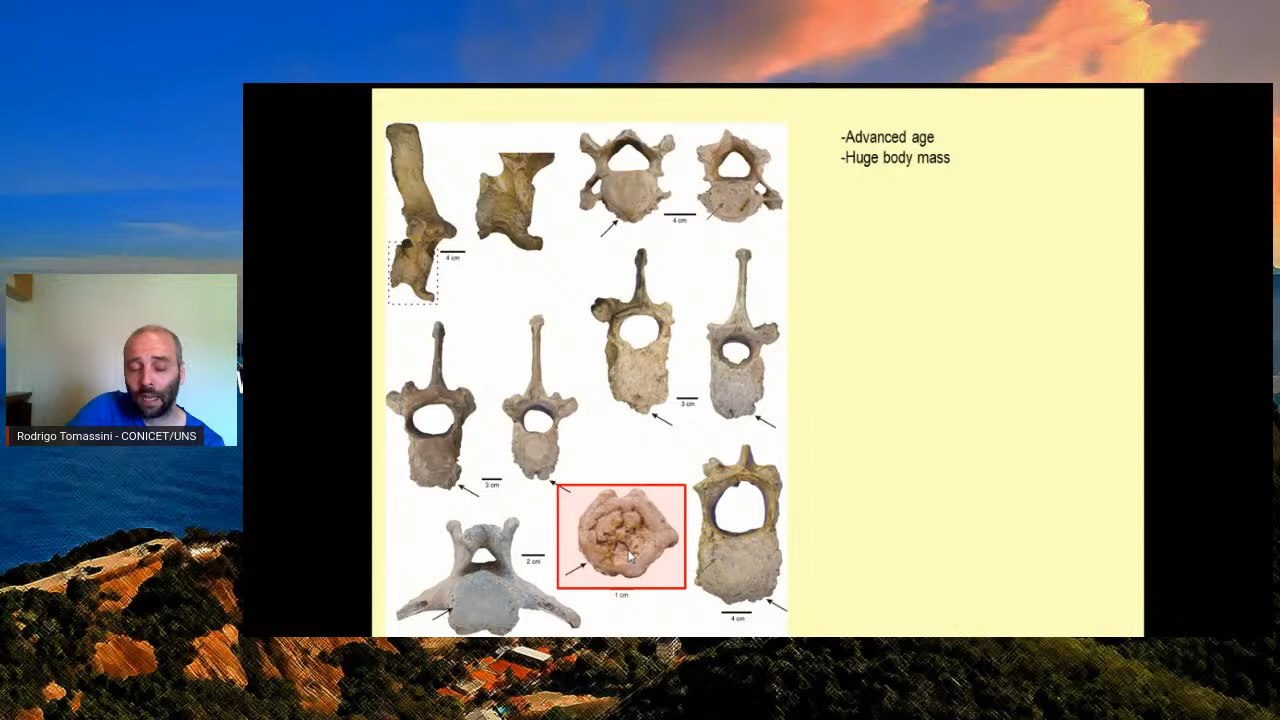 -Advanced age
-Huge body mass
4 cm
4 cm
3 cm
3 cm
2 cm
1 cm
4 cm
Rodrigo Tomassini - CONICET/UNS